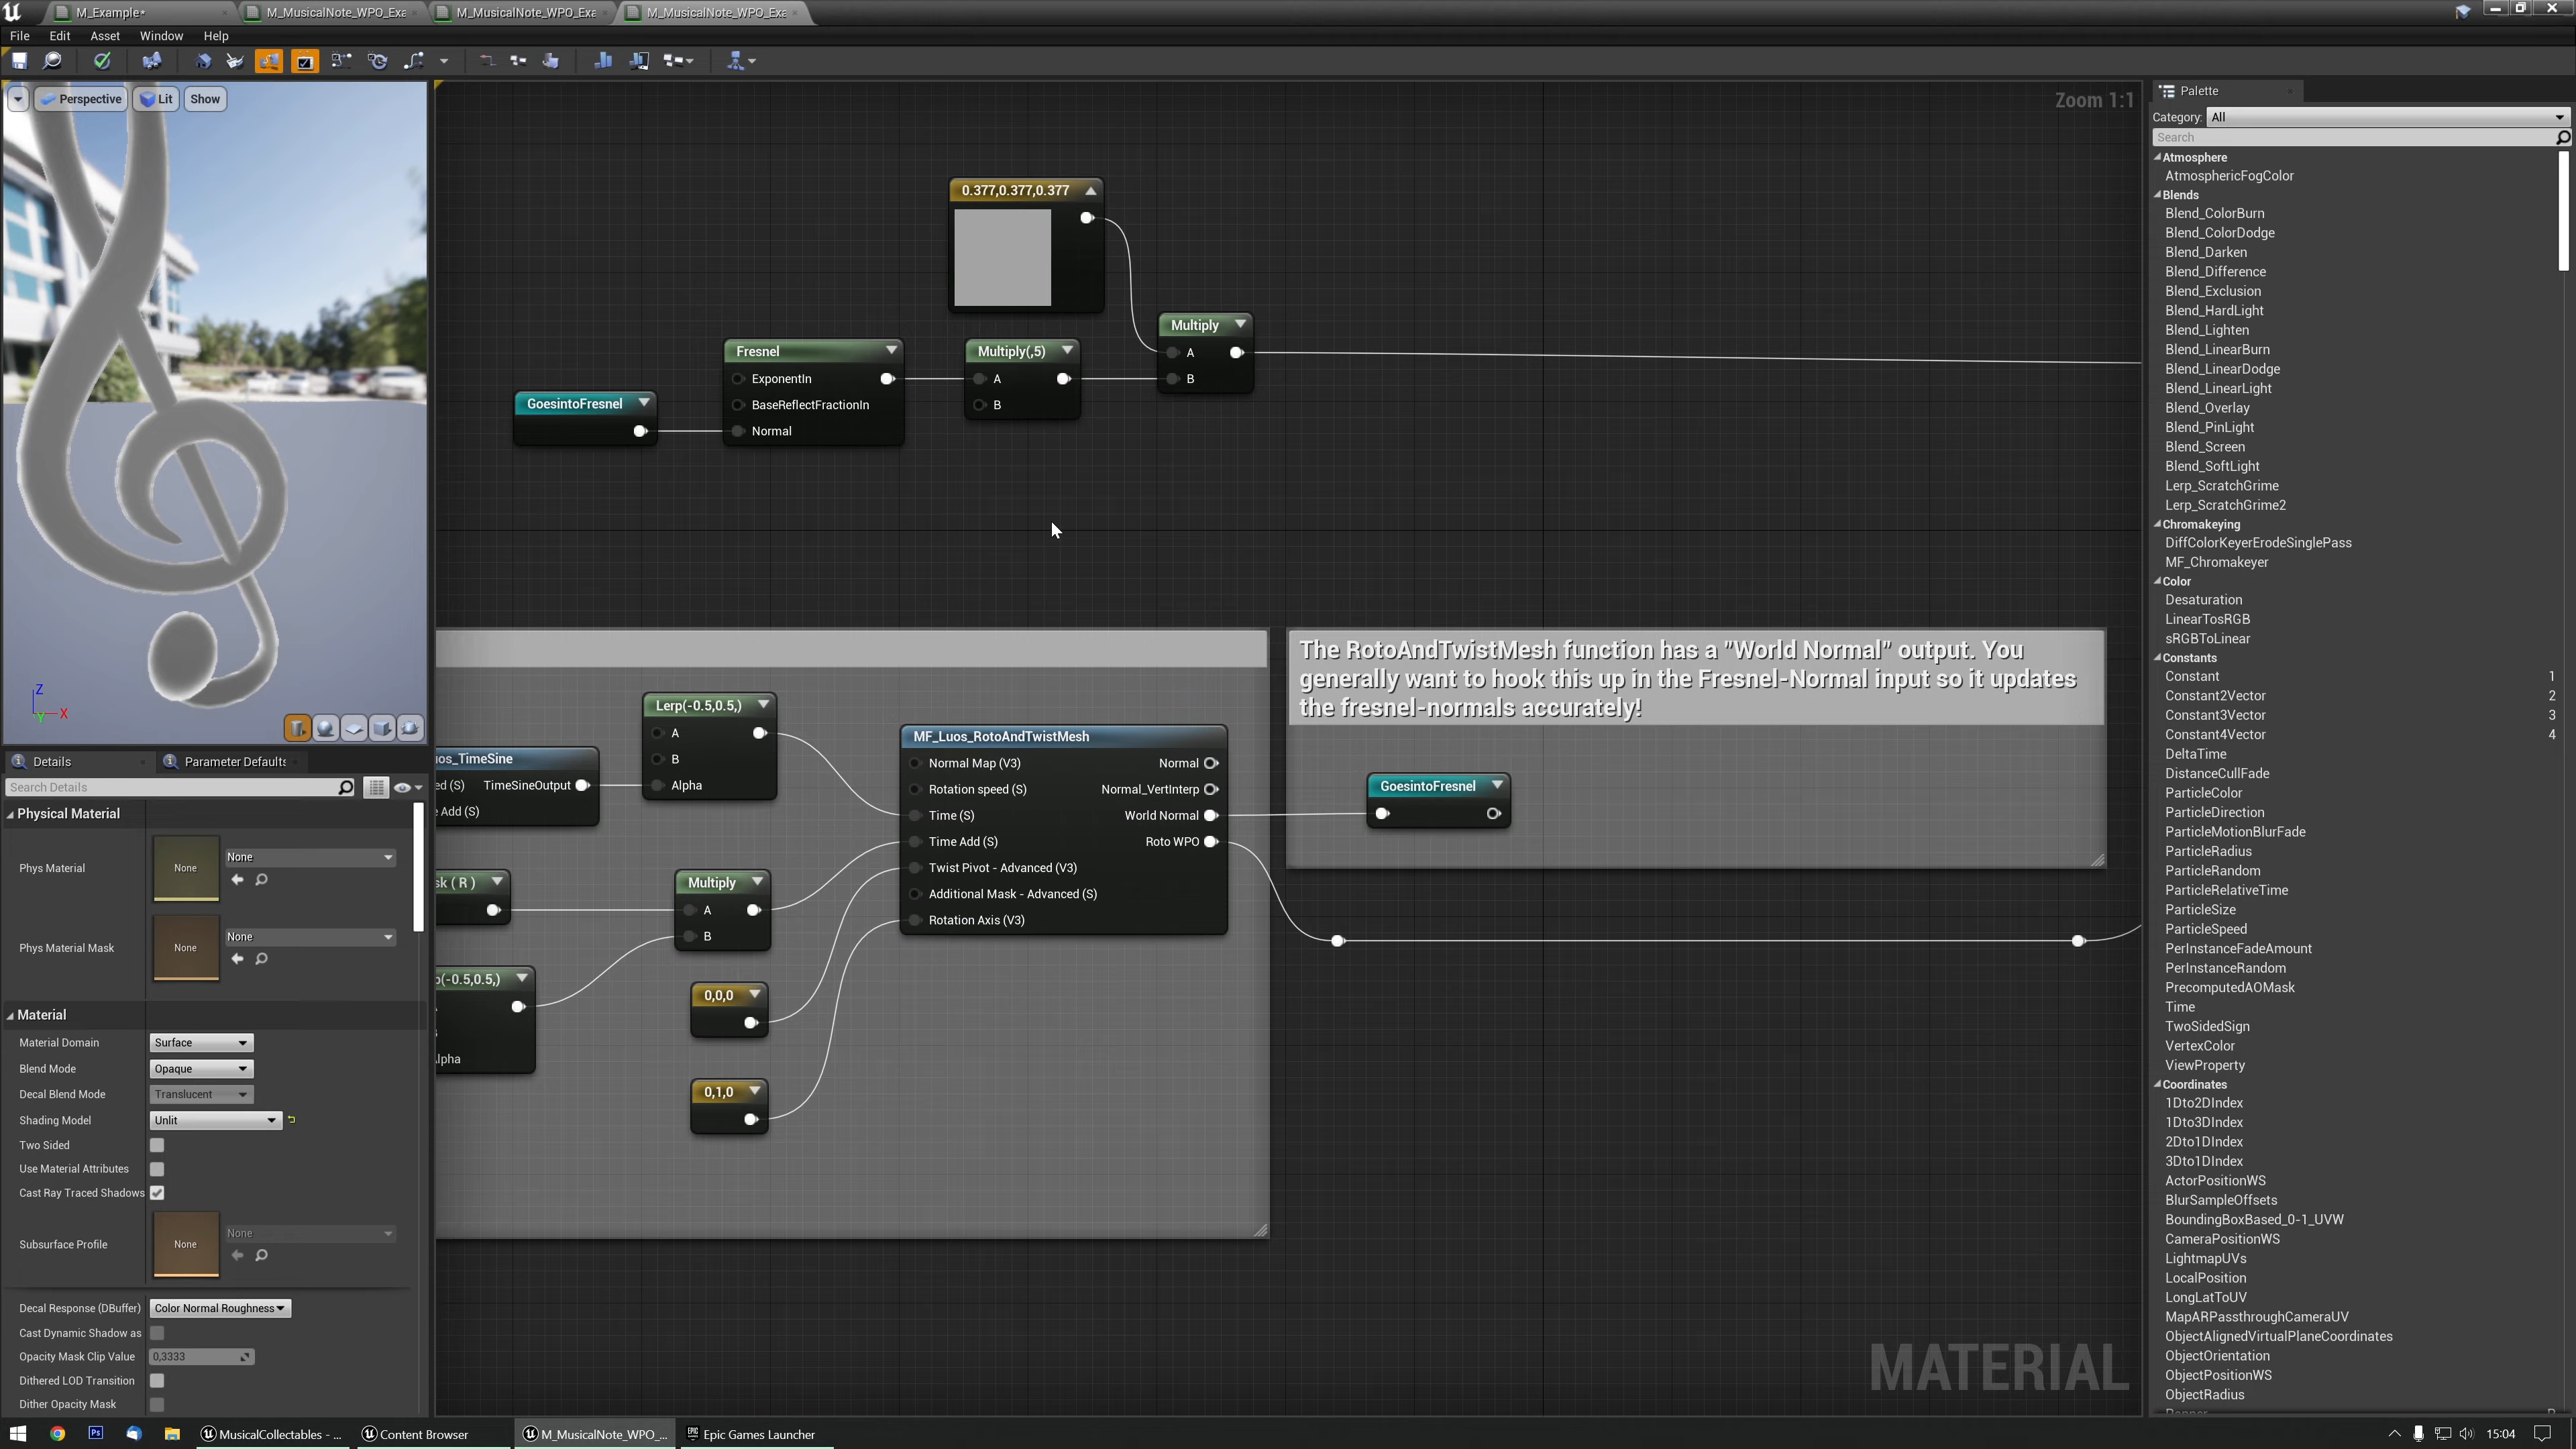 M_Example*
M_MusicalNote_WPO_Exa
M_MusicalNote_WPO_Exa
M_MusicalNote_WPO_Exa
File Edit Asset Window Help
Perspective Lit Show
Z
X
Y
Details
Parameter Defaults
Search Details
Physical Material
Phys Material
None
None
Phys Material Mask
None
None
Material
Material Domain
Surface
Blend Mode
Opaque
Decal Blend Mode
Translucent
Shading Model
Unlit
Two Sided
Use Material Attributes
Cast Ray Traced Shadows
Subsurface Profile
None
None
Decal Response (DBuffer)
Color Normal Roughness
Cast Dynamic Shadow as
Opacity Mask Clip Value
0,3333
Dithered LOD Transition
Dither Opacity Mask
Zoom 1:1
0.377,0.377,0.377
Multiply
A
B
Fresnel
ExponentIn
BaseReflectFractionIn
Normal
Multiply(,5)
A
B
GoesintoFresnel
The RotoAndTwistMesh function has a "World Normal" output. You
generally want to hook this up in the Fresnel-Normal input so it updates
the fresnel-normals accurately!
GoesintoFresnel
Lerp(-0.5,0.5,)
A
B
Alpha
os_TimeSine
ed (S) TimeSineOutput
Add (S)
sk ( R )
Multiply
A
B
p(-0.5,0.5,)
lpha
0,0,0
0,1,0
MF_Luos_RotoAndTwistMesh
Normal Map (V3) Normal
Rotation speed (S) Normal_VertInterp
Time (S) World Normal
Time Add (S) Roto WPO
Twist Pivot - Advanced (V3)
Additional Mask - Advanced (S)
Rotation Axis (V3)
MATERIAL
Palette
Category: All
Search
Atmosphere
AtmosphericFogColor
Blends
Blend_ColorBurn
Blend_ColorDodge
Blend_Darken
Blend_Difference
Blend_Exclusion
Blend_HardLight
Blend_Lighten
Blend_LinearBurn
Blend_LinearDodge
Blend_LinearLight
Blend_Overlay
Blend_PinLight
Blend_Screen
Blend_SoftLight
Lerp_ScratchGrime
Lerp_ScratchGrime2
Chromakeying
DiffColorKeyerErodeSinglePass
MF_Chromakeyer
Color
Desaturation
LinearTosRGB
sRGBToLinear
Constants
Constant 1
Constant2Vector 2
Constant3Vector 3
Constant4Vector 4
DeltaTime
DistanceCullFade
ParticleColor
ParticleDirection
ParticleMotionBlurFade
ParticleRadius
ParticleRandom
ParticleRelativeTime
ParticleSize
ParticleSpeed
PerInstanceFadeAmount
PerInstanceRandom
PrecomputedAOMask
Time
TwoSidedSign
VertexColor
ViewProperty
Coordinates
1Dto2DIndex
1Dto3DIndex
2Dto1DIndex
3Dto1DIndex
ActorPositionWS
BlurSampleOffsets
BoundingBoxBased_0-1_UVW
CameraPositionWS
LightmapUVs
LocalPosition
LongLatToUV
MapARPassthroughCameraUV
ObjectAlignedVirtualPlaneCoordinates
ObjectOrientation
ObjectPositionWS
ObjectRadius
Ps
MusicalCollectables - ...
Content Browser
M_MusicalNote_WPO_...
EPIC
Epic Games Launcher
15:04